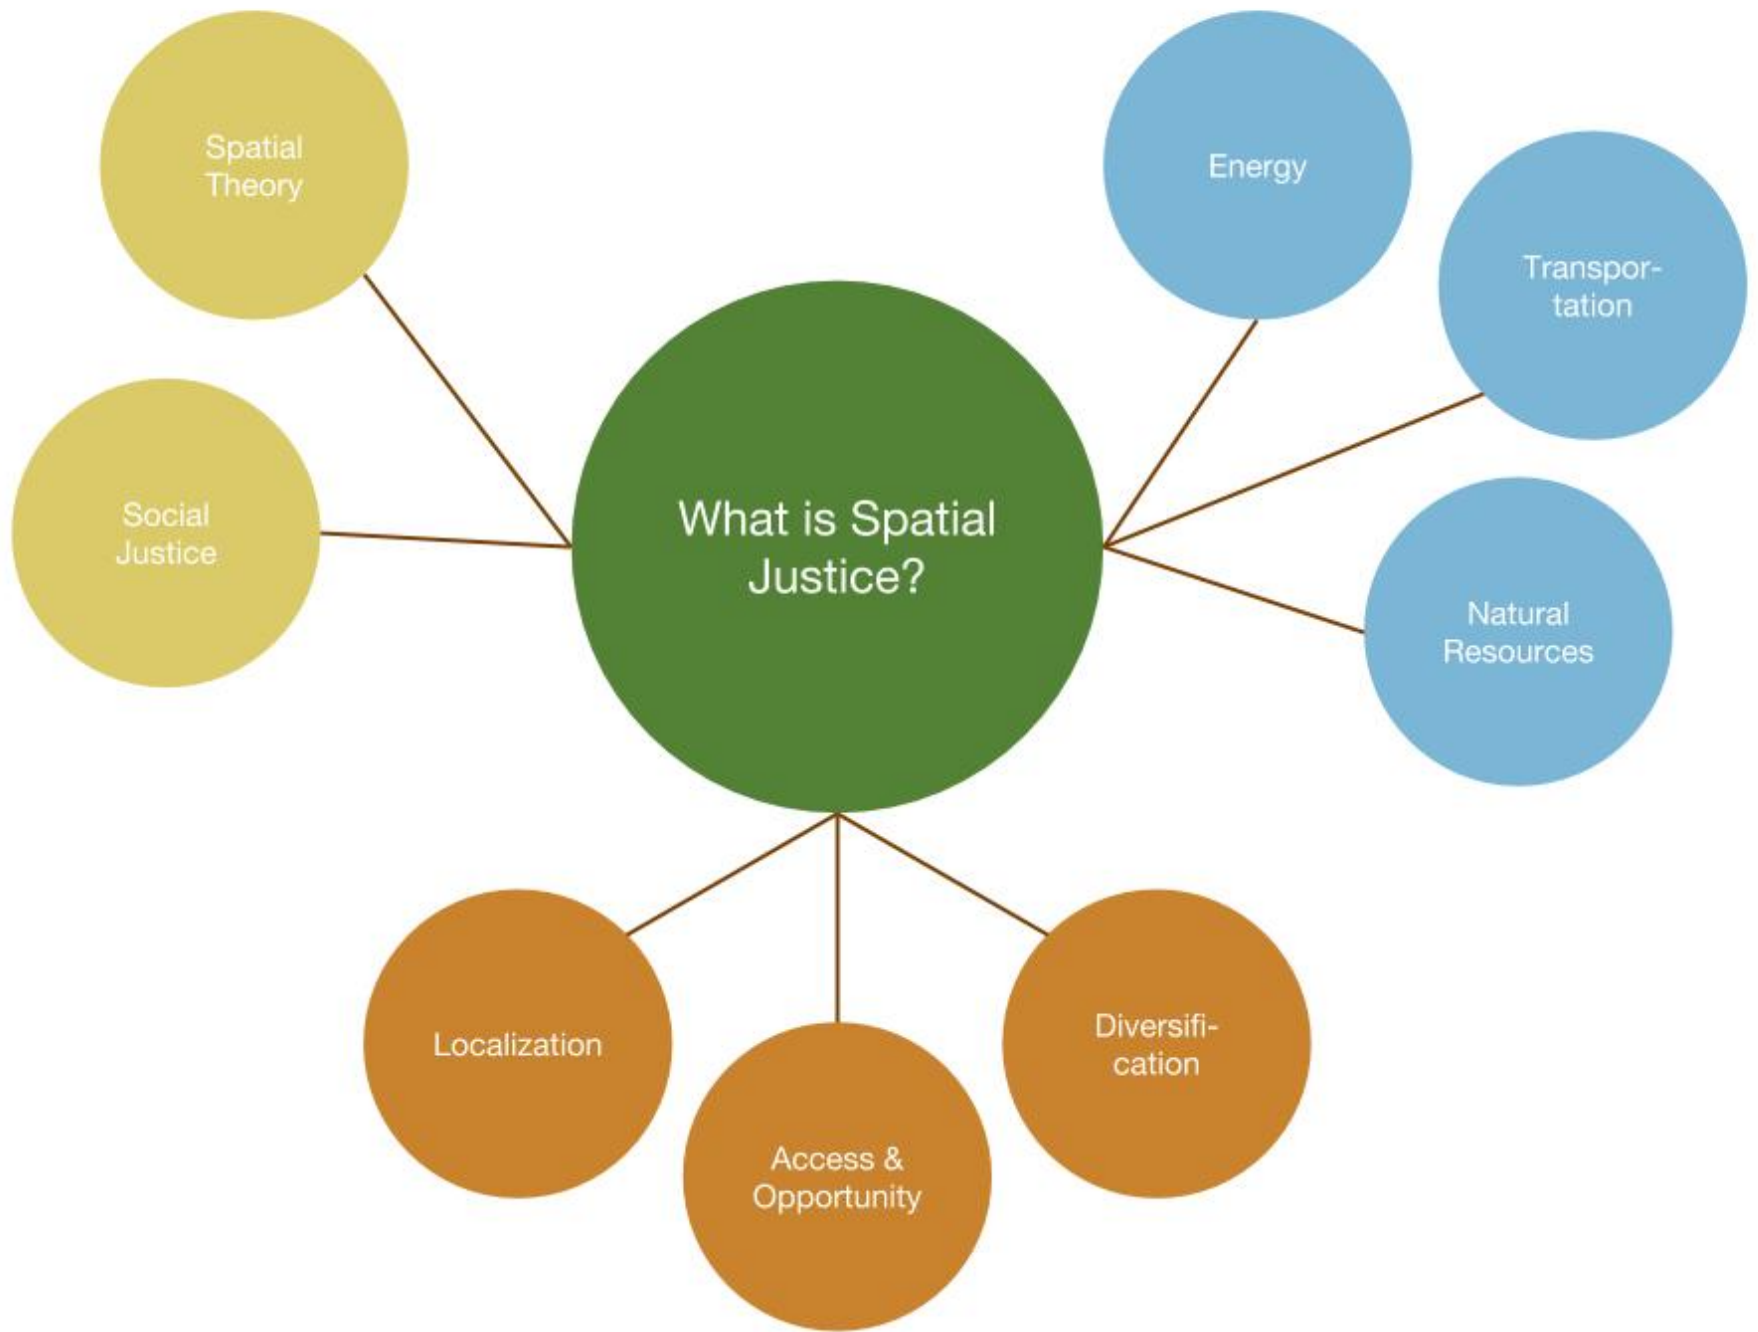 Spatial
Theory
Social
Justice
What is Spatial
Justice?
Energy
Transpor-
tation
Natural
Resources
Localization
Access &
Opportunity
Diversifi-
cation